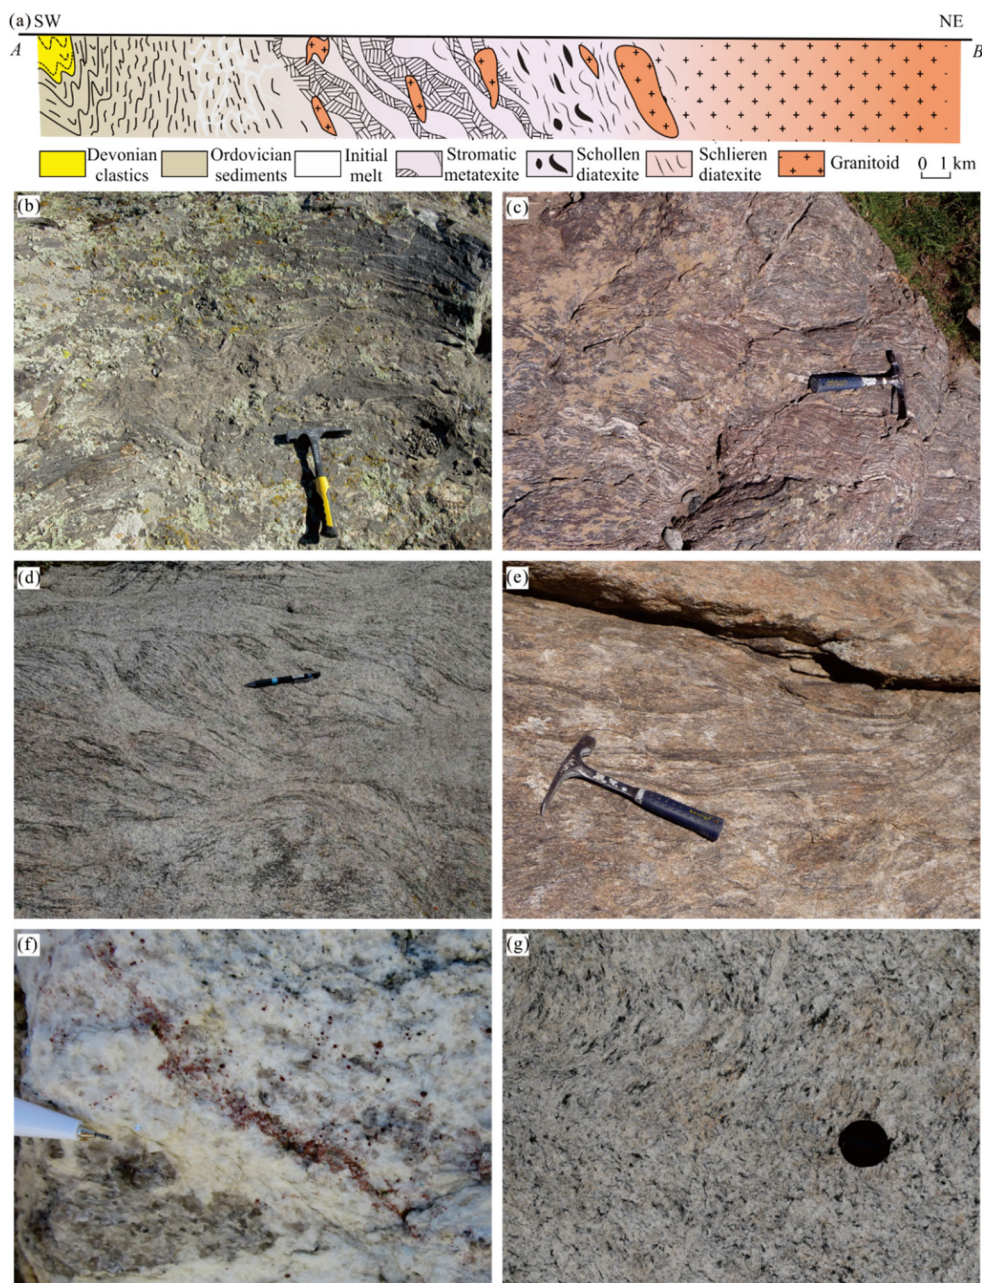 (a) SW NE
A B
Devonian clastics
Ordovician sediments
Initial melt
Stromatic metatexite
Schollen diatexite
Schlieren diatexite
Granitoid
0 1 km
(b)
(c)
(d)
(e)
(f)
(g)